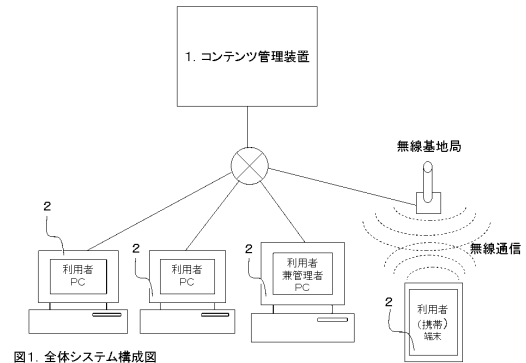 1. コンテンツ管理装置
無線基地局
無線通信
2
利用者
PC
2
利用者
PC
2
利用者
兼管理者
PC
2
利用者
(携帯)
端末
図1. 全体システム構成図